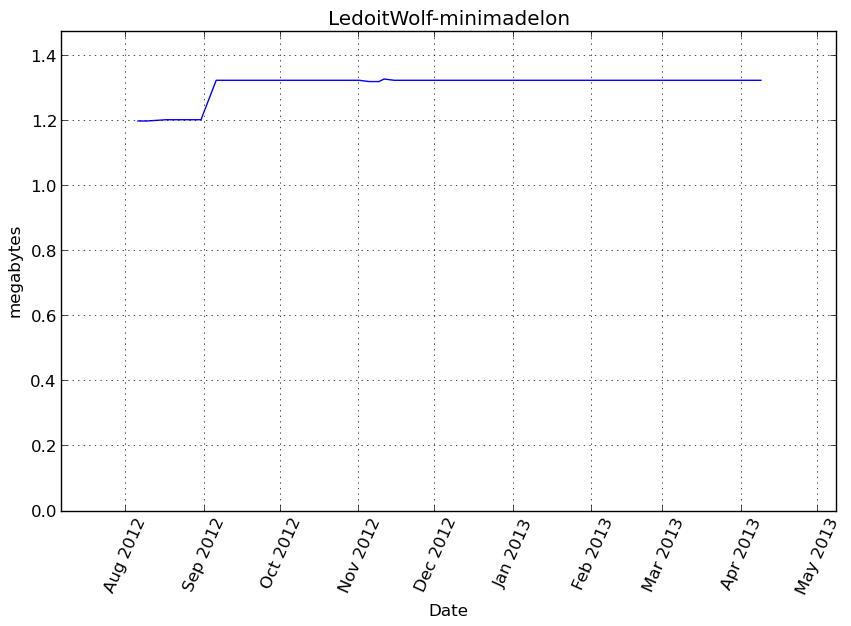 LedoitWolf-minimadelon
1.4
1.2
1.0
0.8
0.6
0.4
0.2
0.0
megabytes
Aug 2012
Sep 2012
Oct 2012
Nov 2012
Dec 2012
Jan 2013
Feb 2013
Mar 2013
Apr 2013
May 2013
Date